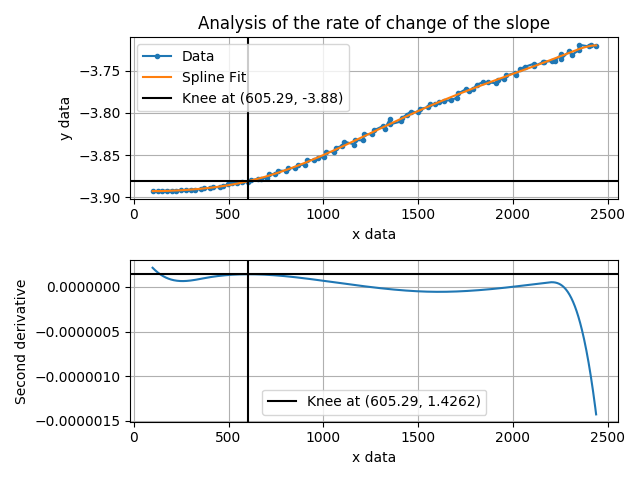 Analysis of the rate of change of the slope
Data
Spline Fit
Knee at (605.29, -3.88)
y data
−3.75
−3.80
−3.85
−3.90
0 500 1000 1500 2000 2500
x data
Second derivative
0.0000000
−0.0000005
−0.0000010
−0.0000015
Knee at (605.29, 1.4262)
0 500 1000 1500 2000 2500
x data